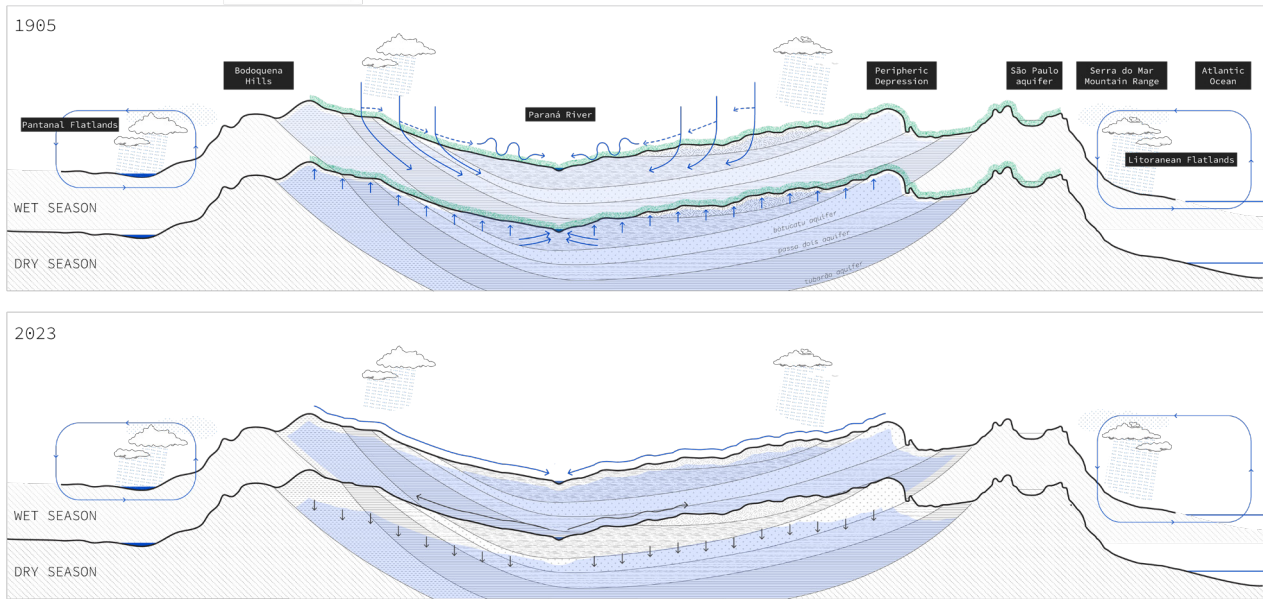 1905
Bodoquena
Hills
Peripheric
Depression
São Paulo
aquifer
Serra do Mar
Mountain Range
Atlantic
Ocean
Pantanal Flatlands
Paraná River
Litoranean Flatlands
WET SEASON
botucatu aquifer
passa dois aquifer
DRY SEASON
tubarão aquifer
2023
WET SEASON
DRY SEASON